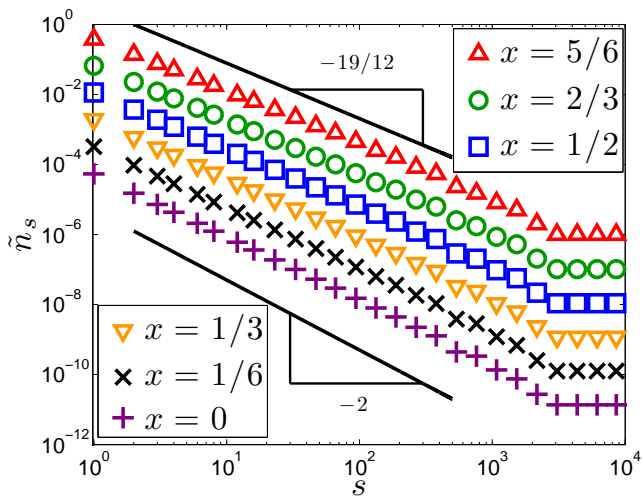 10^0
10^{-2}
10^{-4}
10^{-6}
10^{-8}
10^{-10}
10^{-12}
ñ_s
-19/12
x = 5/6
x = 2/3
x = 1/2
x = 1/3
x = 1/6
x = 0
-2
10^0
10^1
10^2
10^3
10^4
s